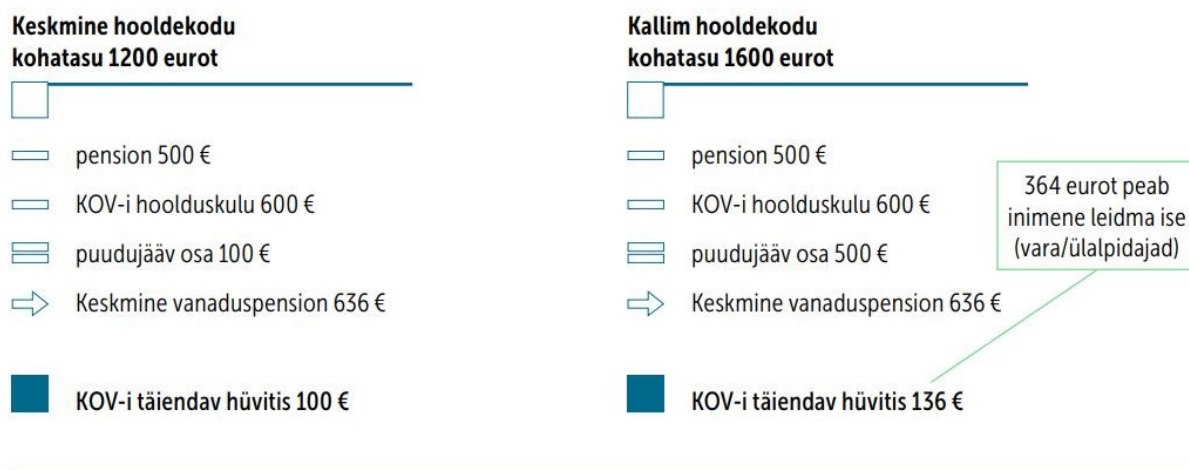 Keskmine hooldekodu
kohatasu 1200 eurot
pension 500 €
KOV-i hoolduskulu 600 €
puudujääv osa 100 €
Keskmine vanaduspension 636 €
KOV-i täiendav hüvitis 100 €
Kallim hooldekodu
kohatasu 1600 eurot
pension 500 €
KOV-i hoolduskulu 600 €
puudujääv osa 500 €
Keskmine vanaduspension 636 €
KOV-i täiendav hüvitis 136 €
364 eurot peab
inimene leidma ise
(vara/ülalpidajad)